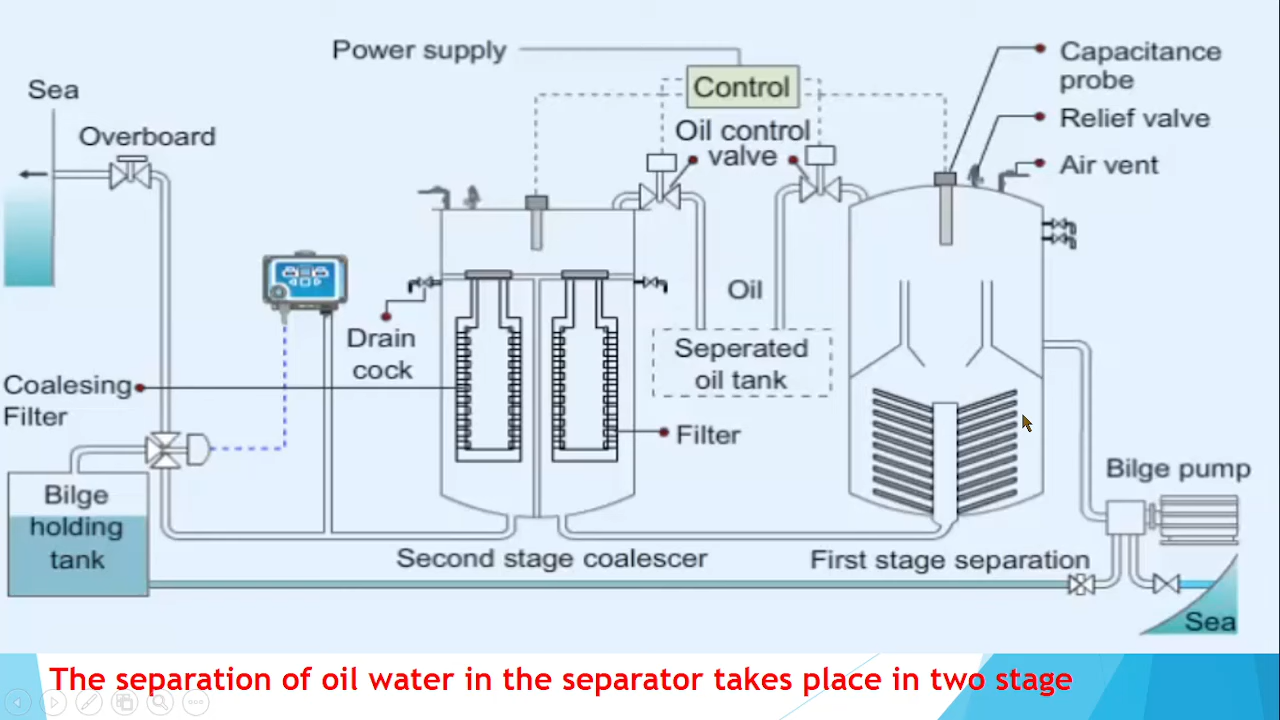 Power supply
Control
Capacitance
probe
Sea
Overboard
Oil control
valve
Relief valve
Air vent
Drain
cock
Oil
Seperated
oil tank
Coalesing
Filter
Filter
Bilge
holding
tank
Bilge pump
Second stage coalescer
First stage separation
Sea
The separation of oil water in the separator takes place in two stage